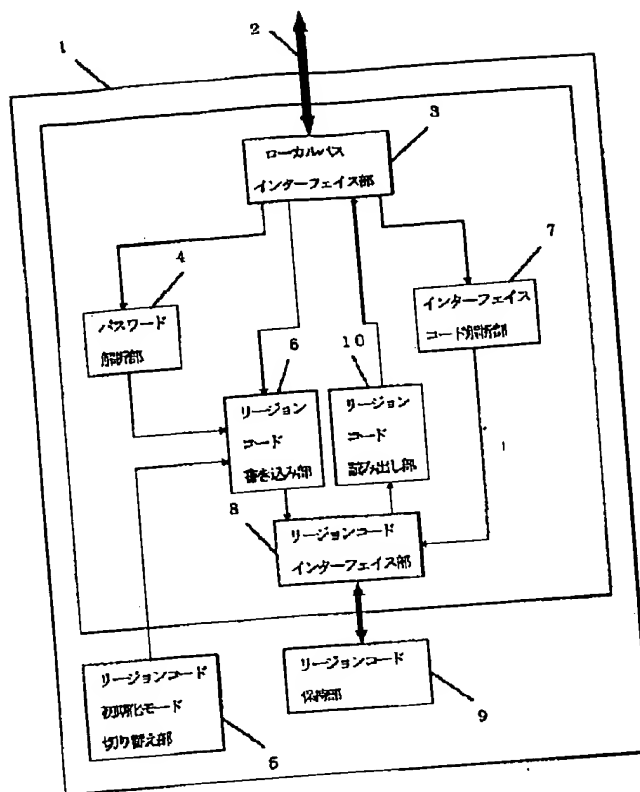 2
1
3
ローカルバス
インターフェイス部
4
7
パスワード
解断部
インターフェイス
コード解断部
6
10
リージョン
コード
書き込み部
リージョン
コード
読み出し部
8
リージョンコード
インターフェイス部
リージョンコード
初期化モード
切り替え部
リージョンコード
保持部
9
5